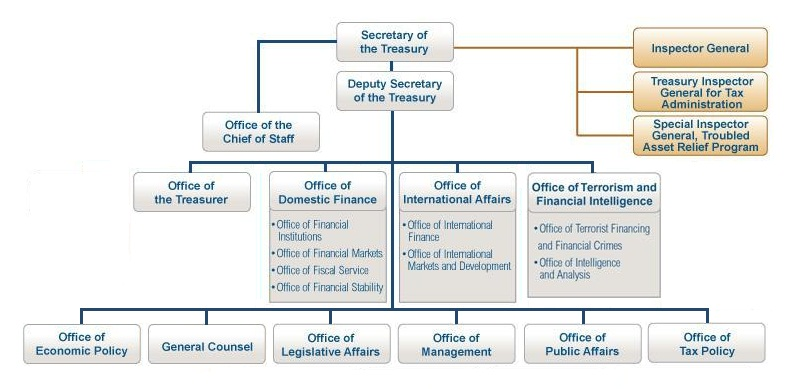 Secretary of
the Treasury
Inspector General
Deputy Secretary
of the Treasury
Treasury Inspector
General for Tax
Administration
Office of the
Chief of Staff
Special Inspector
General, Troubled
Asset Relief Program
Office of
the Treasurer
Office of
Domestic Finance
• Office of Financial
Institutions
• Office of Financial Markets
• Office of Fiscal Service
• Office of Financial Stability
Office of
International Affairs
• Office of International
Finance
• Office of International
Markets and Development
Office of Terrorism and
Financial Intelligence
• Office of Terrorist Financing
and Financial Crimes
• Office of Intelligence
and Analysis
Office of
Economic Policy
General Counsel
Office of
Legislative Affairs
Office of
Management
Office of
Public Affairs
Office of
Tax Policy